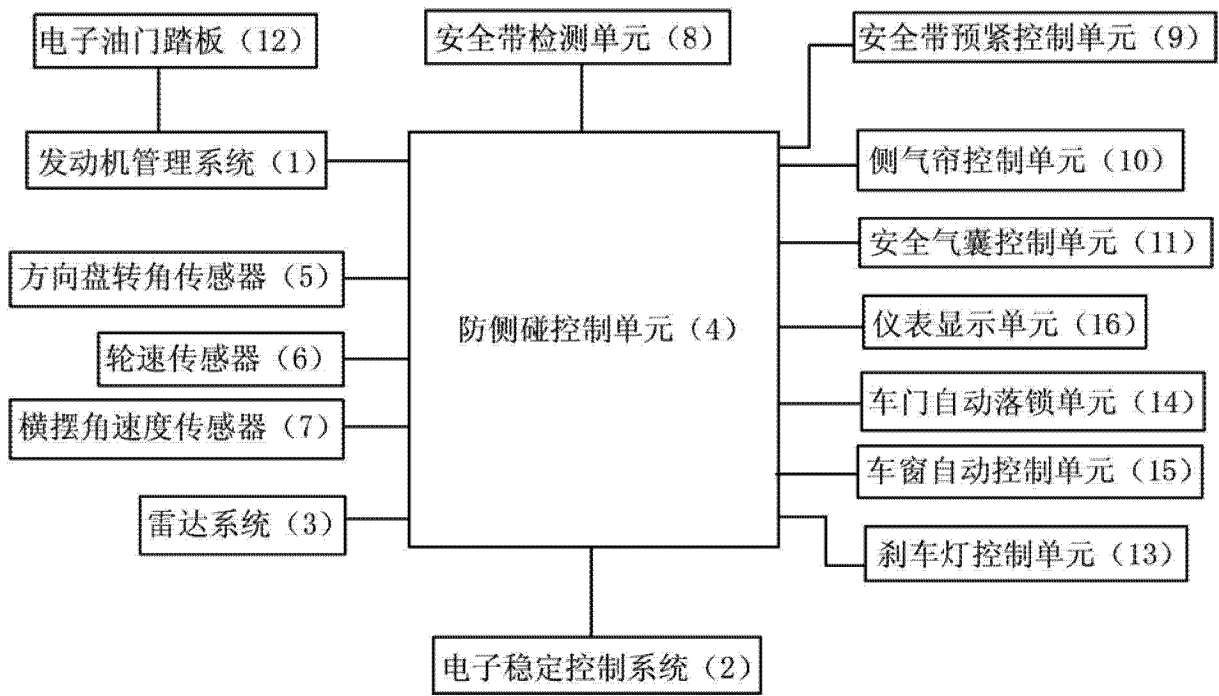 电子油门踏板（12）
安全带检测单元（8）
安全带预紧控制单元（9）
发动机管理系统（1）
侧气帘控制单元（10）
安全气囊控制单元（11）
方向盘转角传感器（5）
防侧碰控制单元（4）
仪表显示单元（16）
轮速传感器（6）
车门自动落锁单元（14）
横摆角速度传感器（7）
车窗自动控制单元（15）
雷达系统（3）
刹车灯控制单元（13）
电子稳定控制系统（2）